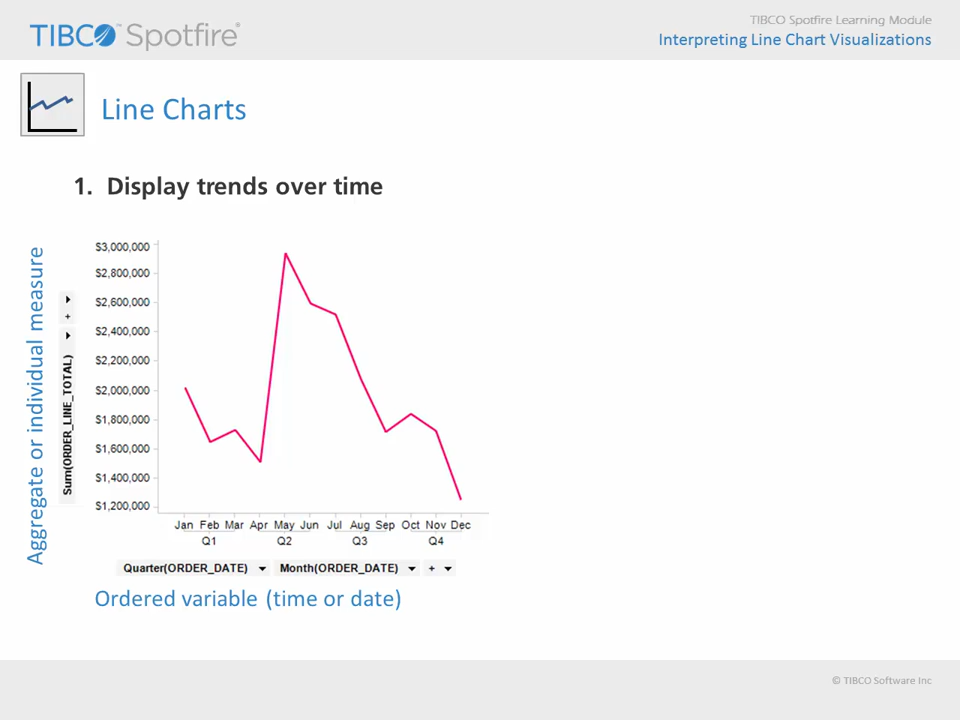 TIBCO™ Spotfire®
TIBCO Spotfire Learning Module
Interpreting Line Chart Visualizations
Line Charts
1. Display trends over time
Aggregate or individual measure
Sum(ORDER_LINE_TOTAL)
+
$3,000,000
$2,800,000
$2,600,000
$2,400,000
$2,200,000
$2,000,000
$1,800,000
$1,600,000
$1,400,000
$1,200,000
Jan Feb Mar Apr May Jun Jul Aug Sep Oct Nov Dec
Q1 Q2 Q3 Q4
Quarter(ORDER_DATE) Month(ORDER_DATE) +
Ordered variable (time or date)
© TIBCO Software Inc